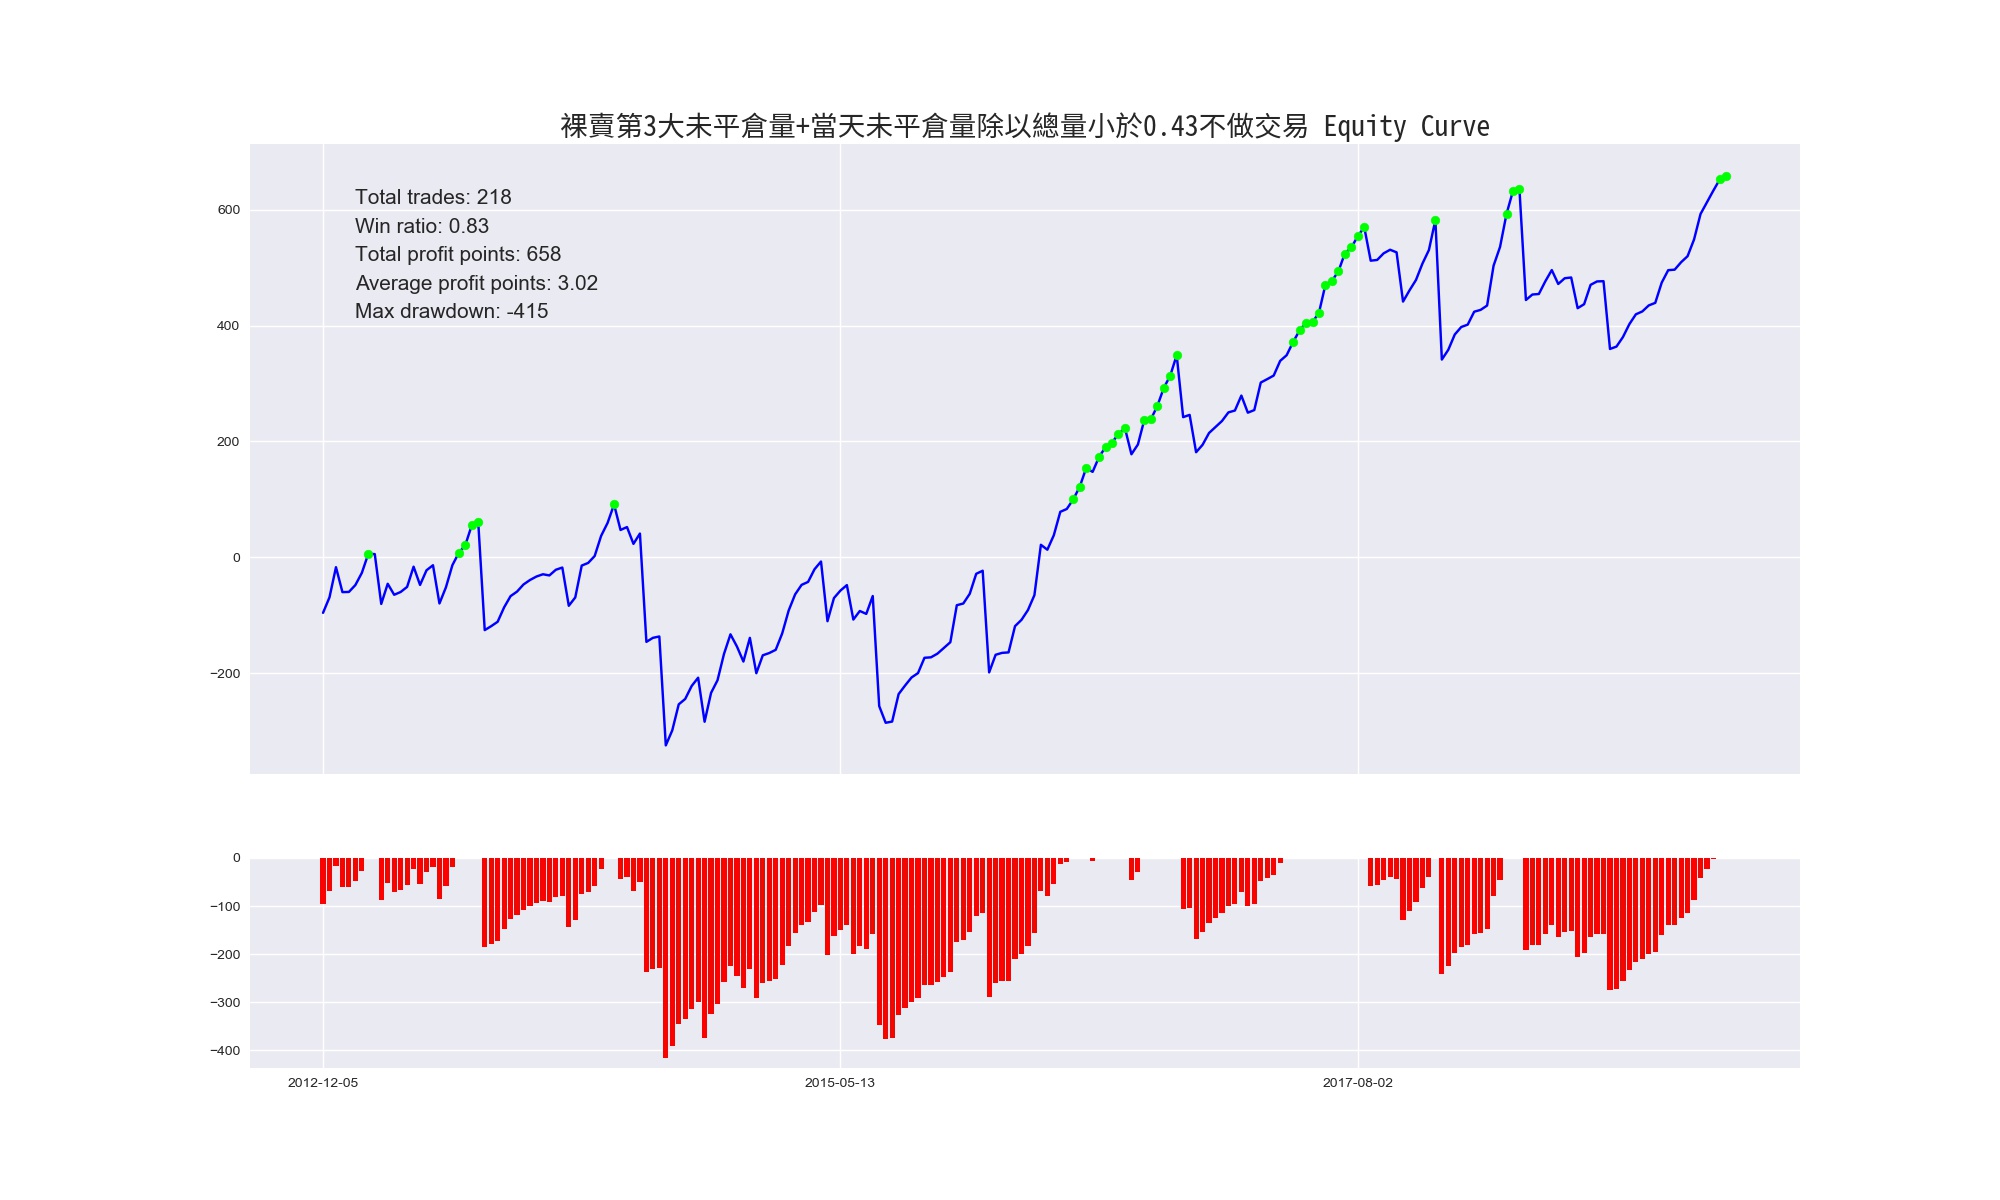 裸賣第3大未平倉量+當天未平倉量除以總量小於0.43不做交易 Equity Curve
Total trades: 218
Win ratio: 0.83
Total profit points: 658
Average profit points: 3.02
Max drawdown: -415
600
400
200
0
−200
0
−100
−200
−300
−400
2012-12-05
2015-05-13
2017-08-02